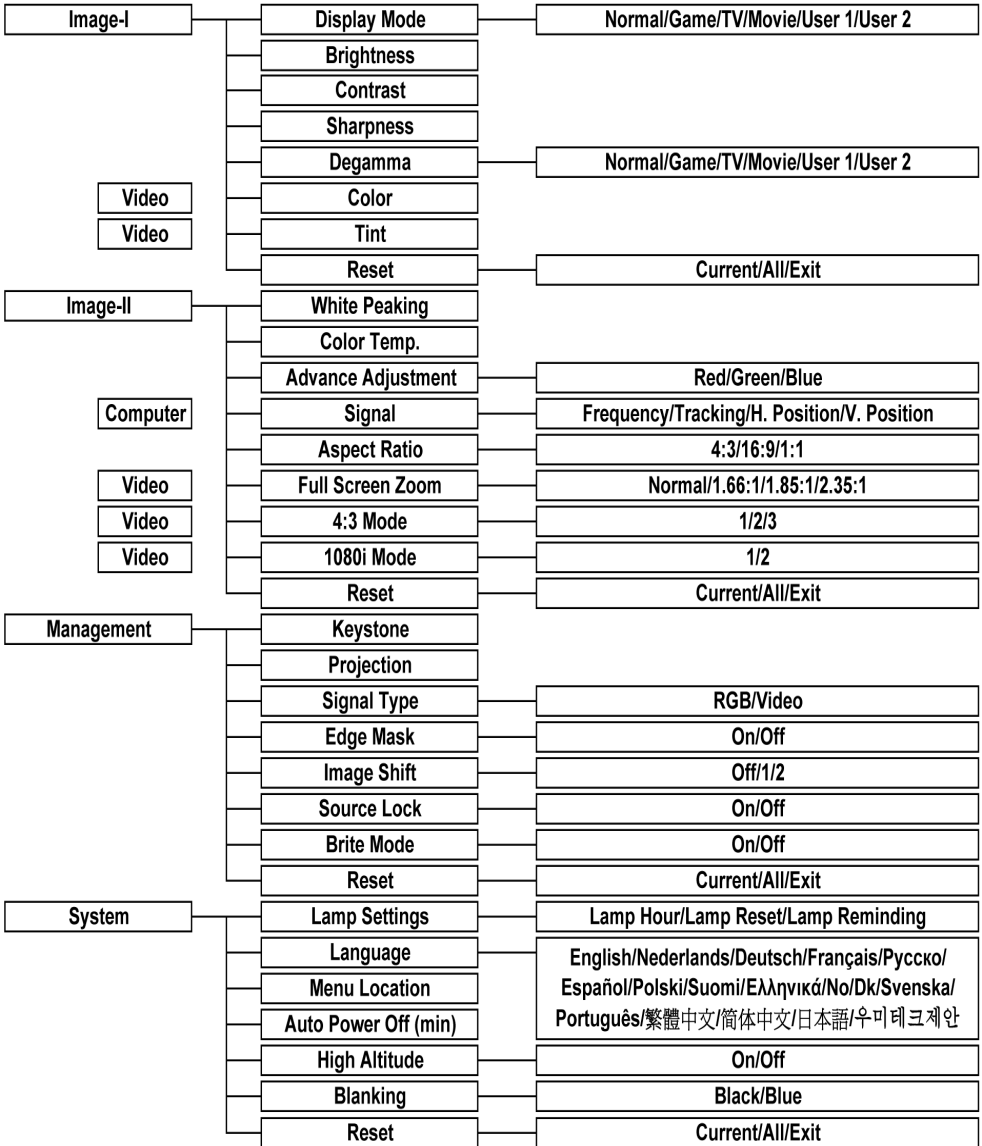 Image-I Display Mode Normal/Game/TV/Movie/User 1/User 2
Brightness
Contrast
Sharpness
Degamma Normal/Game/TV/Movie/User 1/User 2
Video Color
Video Tint
Reset Current/All/Exit
Image-II White Peaking
Color Temp.
Advance Adjustment Red/Green/Blue
Computer Signal Frequency/Tracking/H. Position/V. Position
Aspect Ratio 4:3/16:9/1:1
Video Full Screen Zoom Normal/1.66:1/1.85:1/2.35:1
Video 4:3 Mode 1/2/3
Video 1080i Mode 1/2
Reset Current/All/Exit
Management Keystone
Projection
Signal Type RGB/Video
Edge Mask On/Off
Image Shift Off/1/2
Source Lock On/Off
Brite Mode On/Off
Reset Current/All/Exit
System Lamp Settings Lamp Hour/Lamp Reset/Lamp Reminding
Language English/Nederlands/Deutsch/Français/Русско/
Menu Location Español/Polski/Suomi/Ελληνικά/No/Dk/Svenska/
Auto Power Off (min) Português/繁體中文/简体中文/日本語/우미테크제안
High Altitude On/Off
Blanking Black/Blue
Reset Current/All/Exit